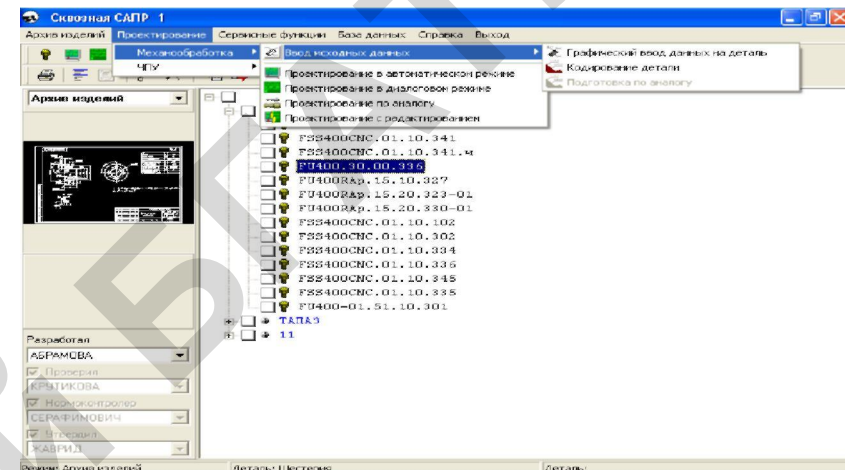 Сквозная САПР 1
Архив изделий Проектирование Сервисные функции База данных Справка Выход
Механообработка
Ввод исходных данных
Графический ввод данных на деталь
ЧПУ
Кодирование детали
Проектирование в автоматическом режиме
Подготовка по аналогу
Проектирование в диалоговом режиме
Архив изделий
Проектирование по аналогу
Проектирование с редактированием
FSS400CNC.01.10.341
FSS400CNC.01.10.341.м
FU400.30.00.336
FU400RAp.15.10.327
FU400RAp.15.20.323-01
FU400RAp.15.20.330-01
FSS400CNC.01.10.102
FSS400CNC.01.10.302
FSS400CNC.01.10.334
FSS400CNC.01.10.336
FSS400CNC.01.10.345
FSS400CNC.01.10.335
FU400-01.51.10.301
ТАПАЗ
11
Разработал
АБРАМОВА
Проверил
КРУТИКОВА
Нормоконтролер
СЕРАФИМОВИЧ
Утвердил
ЖАВРИД
Режим: Архив изделий Деталь: Шестерня Деталь: